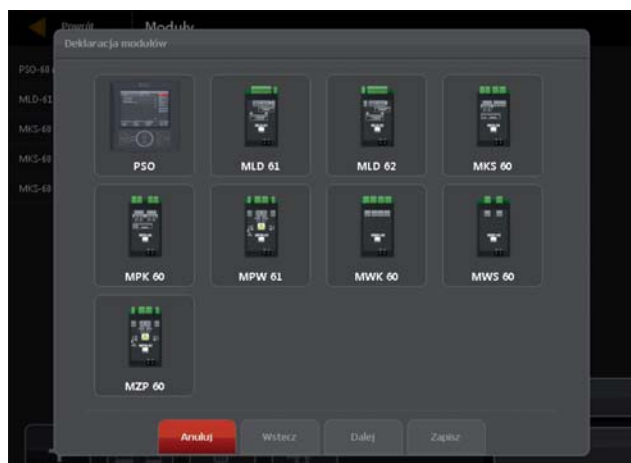 Powrót Moduły
Deklaracja modułów
PSO-60
MLD-61
MKS-60
MKS-60
MKS-60
PSO MLD 61 MLD 62 MKS 60
MPK 60 MPW 61 MWK 60 MWS 60
MZP 60
Anuluj Wstecz Dalej Zapisz